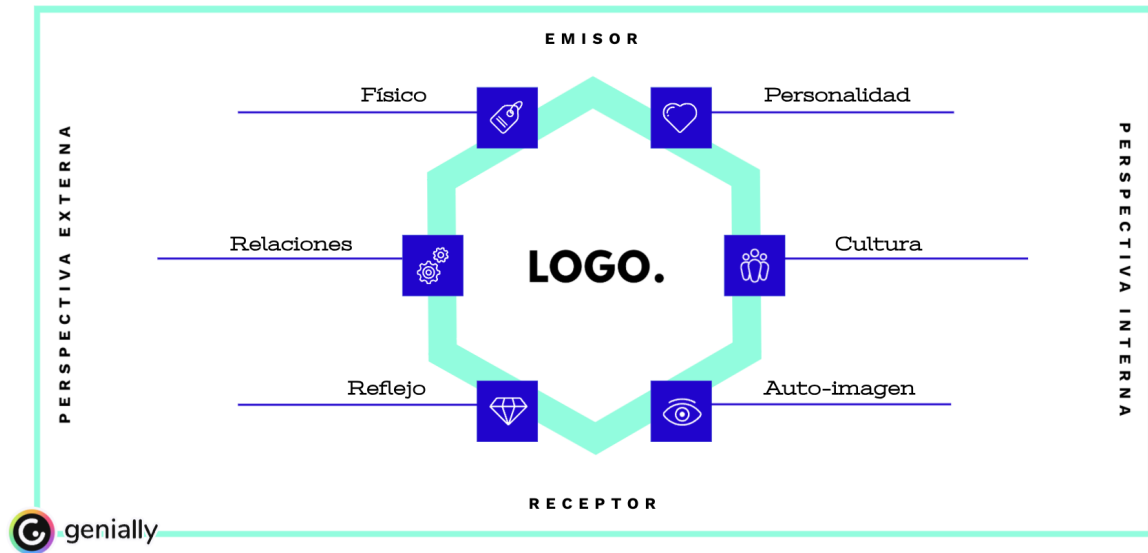 EMISOR
Físico
Personalidad
PERSPECTIVA EXTERNA
PERSPECTIVA INTERNA
Relaciones
LOGO.
Cultura
Reflejo
Auto-imagen
RECEPTOR
genially